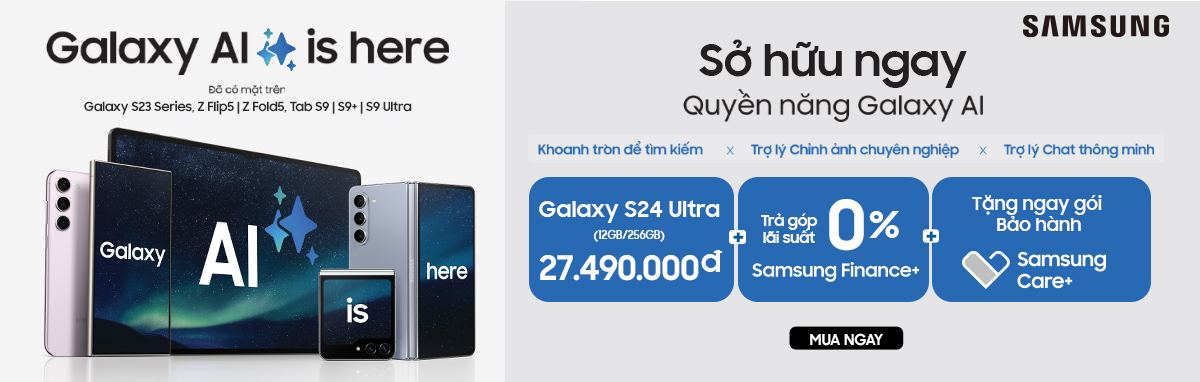 Galaxy AI is here
Đã có mặt trên
Galaxy S23 Series, Z Flip5 | Z Fold5, Tab S9 | S9+ | S9 Ultra
Galaxy
AI
is
here
SAMSUNG
Sở hữu ngay
Quyền năng Galaxy AI
Khoanh tròn để tìm kiếm x Trợ lý Chỉnh ảnh chuyên nghiệp x Trợ lý Chat thông minh
Galaxy S24 Ultra
(12GB/256GB)
27.490.000đ
+
Trả góp
lãi suất
0%
Samsung Finance+
+
Tặng ngay gói
Bảo hành
Samsung
Care+
MUA NGAY